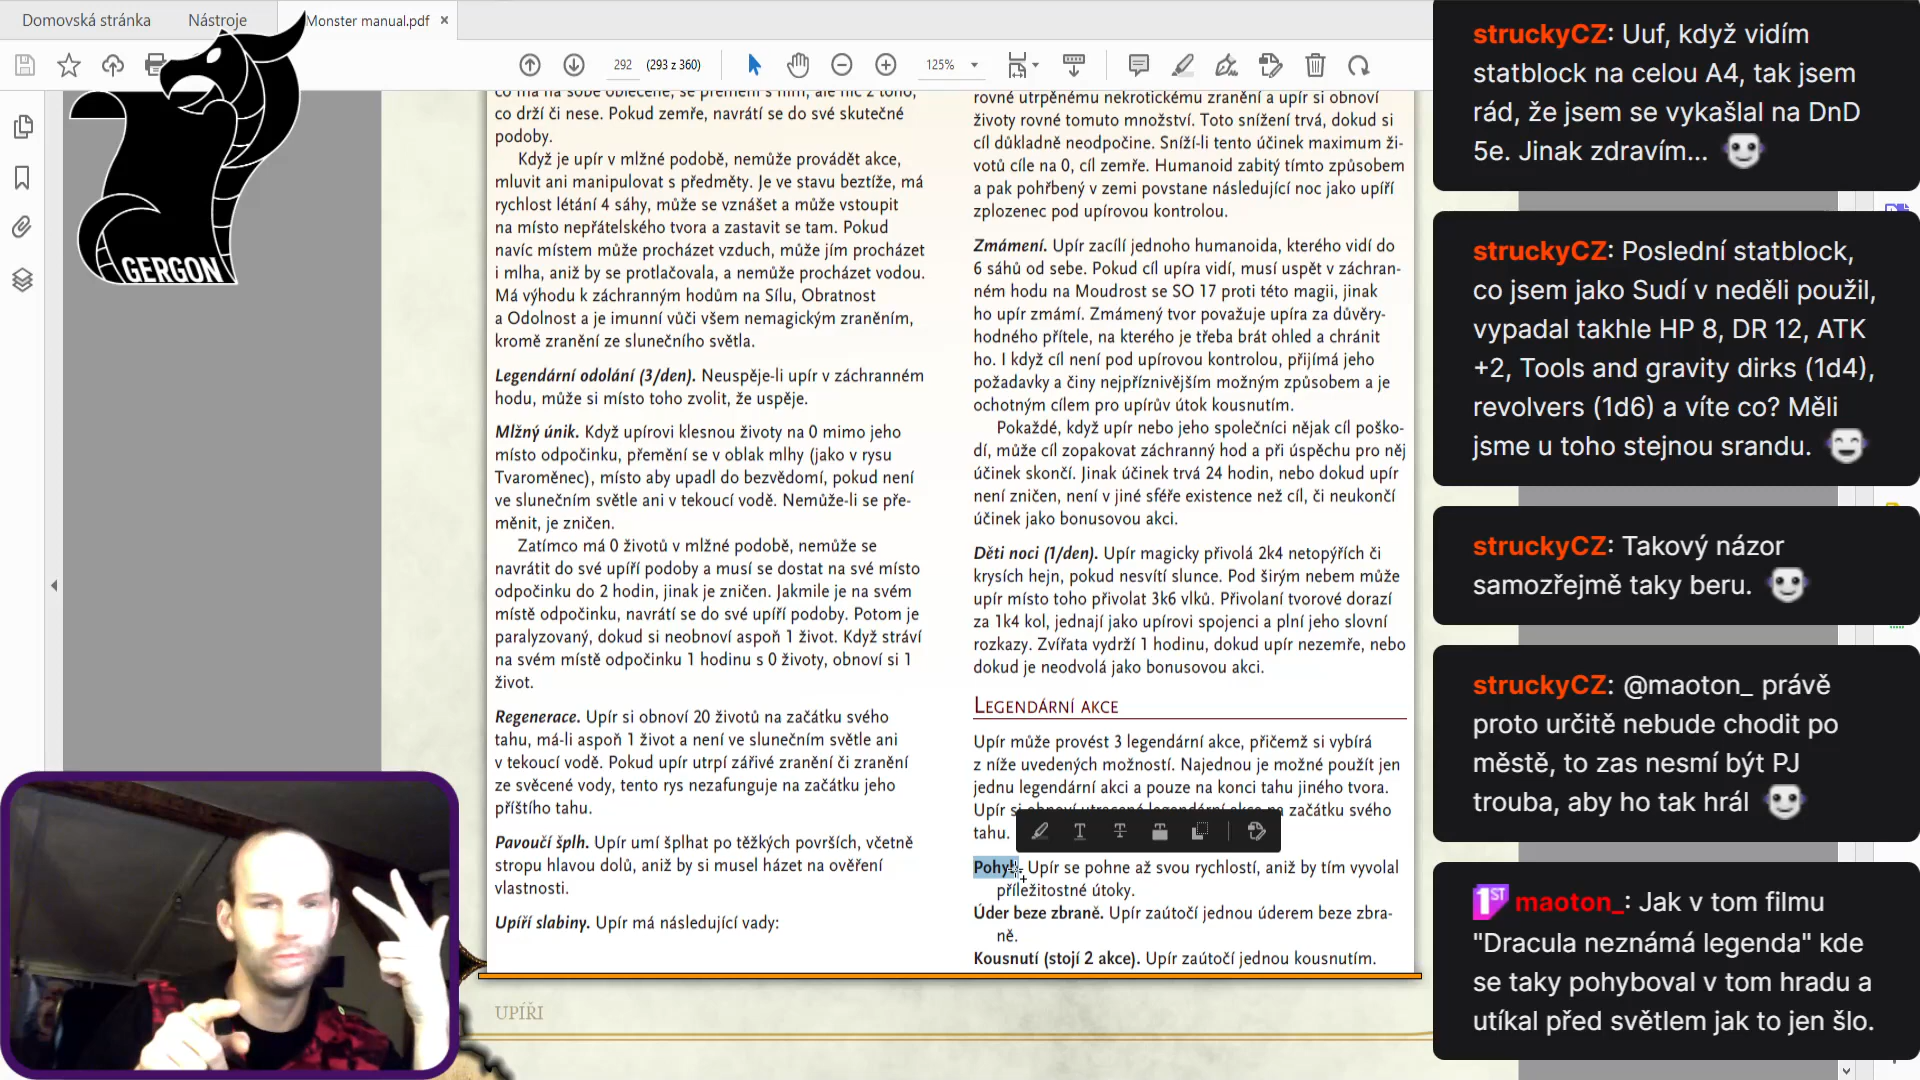 Domovská stránka
Nástroje
Monster manual.pdf
292
(293 z 360)
125%
GERGON
co drží či nese. Pokud zemře, navrátí se do své skutečné
podoby.
Když je upír v mlžné podobě, nemůže provádět akce,
mluvit ani manipulovat s předměty. Je ve stavu beztíže, má
rychlost létání 4 sáhy, může se vznášet a může vstoupit
na místo nepřátelského tvora a zastavit se tam. Pokud
navíc místem může procházet vzduch, může jím procházet
i mlha, aniž by se protlačovala, a nemůže procházet vodou.
Má výhodu k záchranným hodům na Sílu, Obratnost
a Odolnost a je imunní vůči všem nemagickým zraněním,
kromě zranění ze slunečního světla.
Legendární odolání (3/den). Neuspěje-li upír v záchranném
hodu, může si místo toho zvolit, že uspěje.
Mlžný únik. Když upírovi klesnou životy na 0 mimo jeho
místo odpočinku, přemění se v oblak mlhy (jako v rysu
Tvaroměnec), místo aby upadl do bezvědomí, pokud není
ve slunečním světle ani v tekoucí vodě. Nemůže-li se pře-
měnit, je zničen.
Zatímco má 0 životů v mlžné podobě, nemůže se
navrátit do své upíří podoby a musí se dostat na své místo
odpočinku do 2 hodin, jinak je zničen. Jakmile je na svém
místě odpočinku, navrátí se do své upíří podoby. Potom je
paralyzovaný, dokud si neobnoví aspoň 1 život. Když stráví
na svém místě odpočinku 1 hodinu s 0 životy, obnoví si 1
život.
Regenerace. Upír si obnoví 20 životů na začátku svého
tahu, má-li aspoň 1 život a není ve slunečním světle ani
v tekoucí vodě. Pokud upír utrpí zářivé zranění či zranění
ze svěcené vody, tento rys nezafunguje na začátku jeho
příštího tahu.
Pavoučí šplh. Upír umí šplhat po těžkých površích, včetně
stropu hlavou dolů, aniž by si musel házet na ověření
vlastnosti.
Upíří slabiny. Upír má následující vady:
rovné utrpěnému nekrotickému zranění a upír si obnoví
životy rovné tomuto množství. Toto snížení trvá, dokud si
cíl důkladně neodpočine. Sníží-li tento účinek maximum ži-
votů cíle na 0, cíl zemře. Humanoid zabitý tímto způsobem
a pak pohřbený v zemi povstane následující noc jako upíří
zplozenec pod upírovou kontrolou.
Zmámení. Upír zacílí jednoho humanoida, kterého vidí do
6 sáhů od sebe. Pokud cíl upíra vidí, musí uspět v záchran-
ném hodu na Moudrost se SO 17 proti této magii, jinak
ho upír zmámí. Zmámený tvor považuje upíra za důvěry-
hodného přítele, na kterého je třeba brát ohled a chránit
ho. I když cíl není pod upírovou kontrolou, přijímá jeho
požadavky a činy nejpříznivějším možným způsobem a je
ochotným cílem pro upírův útok kousnutím.
Pokaždé, když upír nebo jeho společníci nějak cíl poško-
dí, může cíl zopakovat záchranný hod a při úspěchu pro něj
účinek skončí. Jinak účinek trvá 24 hodin, nebo dokud upír
není zničen, není v jiné sféře existence než cíl, či neukončí
účinek jako bonusovou akci.
Děti noci (1/den). Upír magicky přivolá 2k4 netopýřích či
krysích hejn, pokud nesvítí slunce. Pod širým nebem může
upír místo toho přivolat 3k6 vlků. Přivolaní tvorové dorazí
za 1k4 kol, jednají jako upírovi spojenci a plní jeho slovní
rozkazy. Zvířata vydrží 1 hodinu, dokud upír nezemře, nebo
dokud je neodvolá jako bonusovou akci.
LEGENDÁRNÍ AKCE
Upír může provést 3 legendární akce, přičemž si vybírá
z níže uvedených možností. Najednou je možné použít jen
jednu legendární akci a pouze na konci tahu jiného tvora.
Upír si obnoví utracené legendární akce na začátku svého
tahu.
Pohyb. Upír se pohne až svou rychlostí, aniž by tím vyvolal
příležitostné útoky.
Úder beze zbraně. Upír zaútočí jednou úderem beze zbra-
ně.
Kousnutí (stojí 2 akce). Upír zaútočí jednou kousnutím.
UPÍŘI
struckyCZ: Uuf, když vidím
statblock na celou A4, tak jsem
rád, že jsem se vykašlal na DnD
5e. Jinak zdravím...
struckyCZ: Poslední statblock,
co jsem jako Sudí v neděli použil,
vypadal takhle HP 8, DR 12, ATK
+2, Tools and gravity dirks (1d4),
revolvers (1d6) a víte co? Měli
jsme u toho stejnou srandu.
struckyCZ: Takový názor
samozřejmě taky beru.
struckyCZ: @maoton_ právě
proto určitě nebude chodit po
městě, to zas nesmí být PJ
trouba, aby ho tak hrál
1ST maoton_: Jak v tom filmu
"Dracula neznámá legenda" kde
se taky pohyboval v tom hradu a
utíkal před světlem jak to jen šlo.